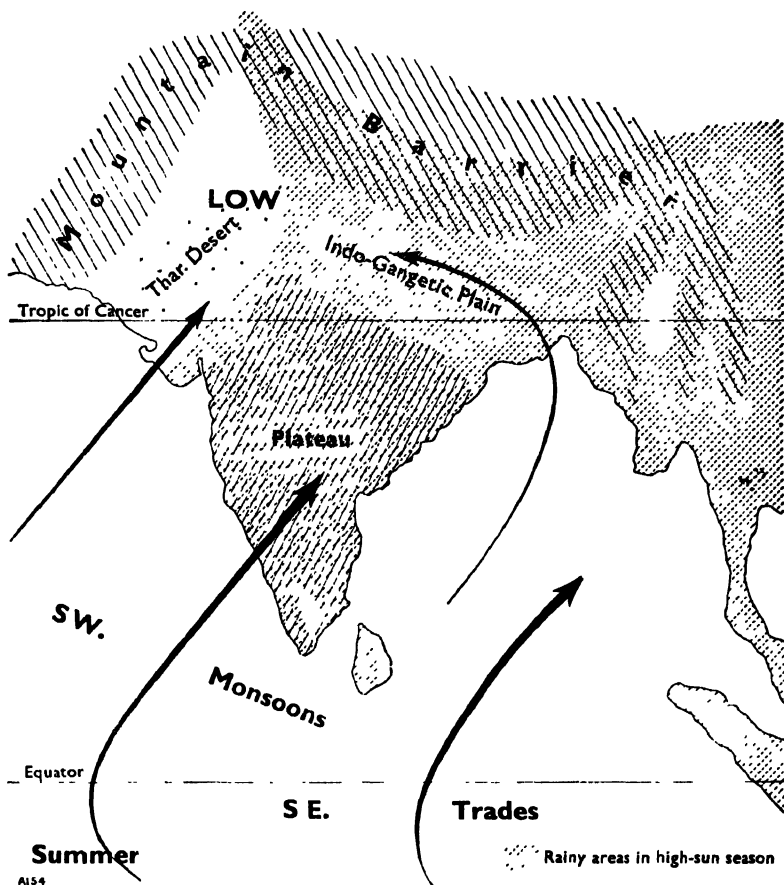 Mountain Barrier
LOW
Thar Desert
Indo-Gangetic Plain
Tropic of Cancer
Plateau
SW.
Monsoons
Equator
S E. Trades
Summer
Rainy areas in high-sun season
A154